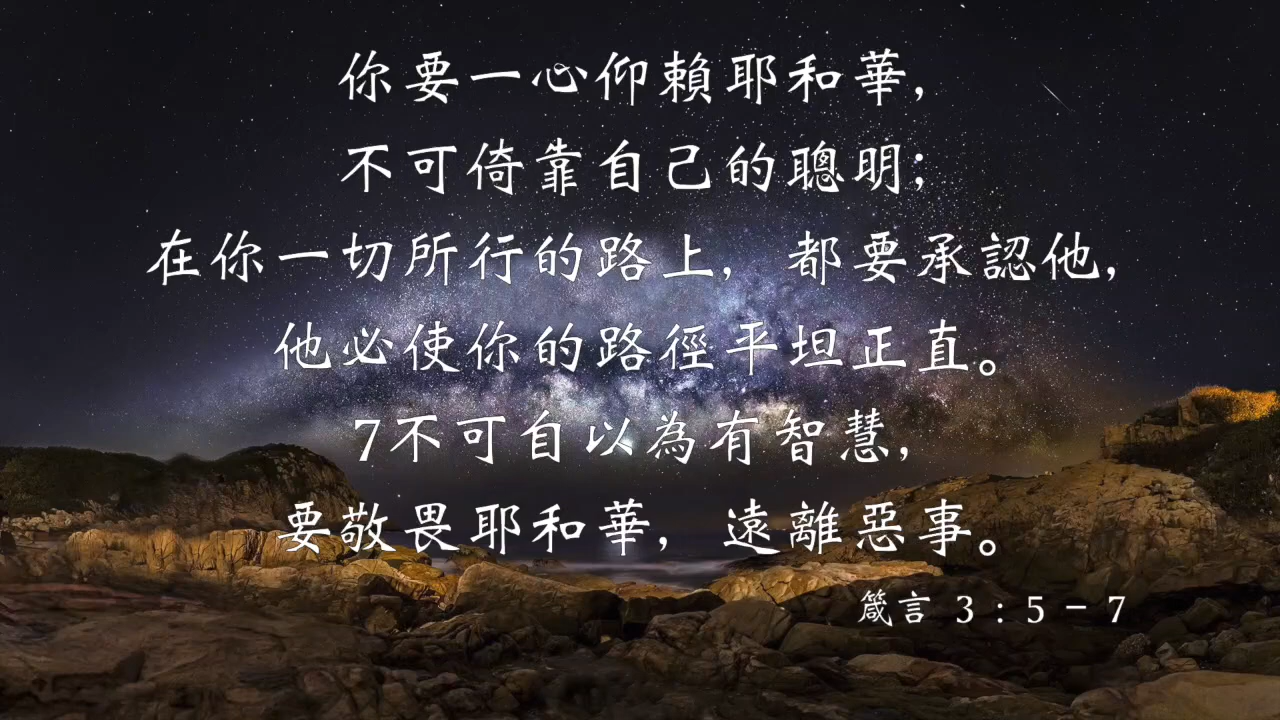 你要一心仰賴耶和華,
不可倚靠自己的聰明;
在你一切所行的路上, 都要承認他,
他必使你的路徑平坦正直。
7不可自以為有智慧,
要敬畏耶和華, 遠離惡事。
箴言 3:5-7